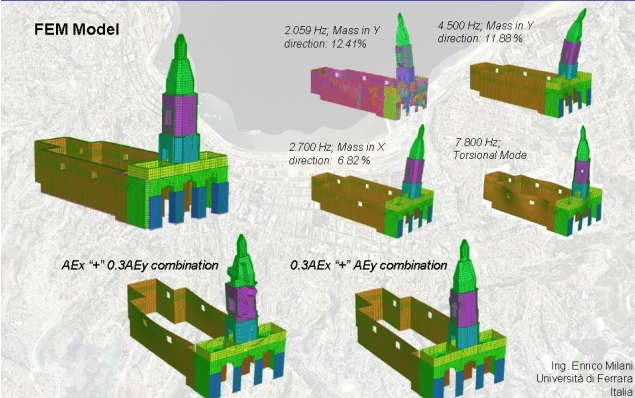 FEM Model
2.059 Hz; Mass in Y
direction: 12.41%
4.500 Hz; Mass in Y
direction: 11.88 %
2.700 Hz; Mass in X
direction: 6.82 %
7.800 Hz;
Torsional Mode
AEx “+” 0.3AEy combination
0.3AEx “+” AEy combination
Ing. Enrico Milani
Università di Ferrara
Italia